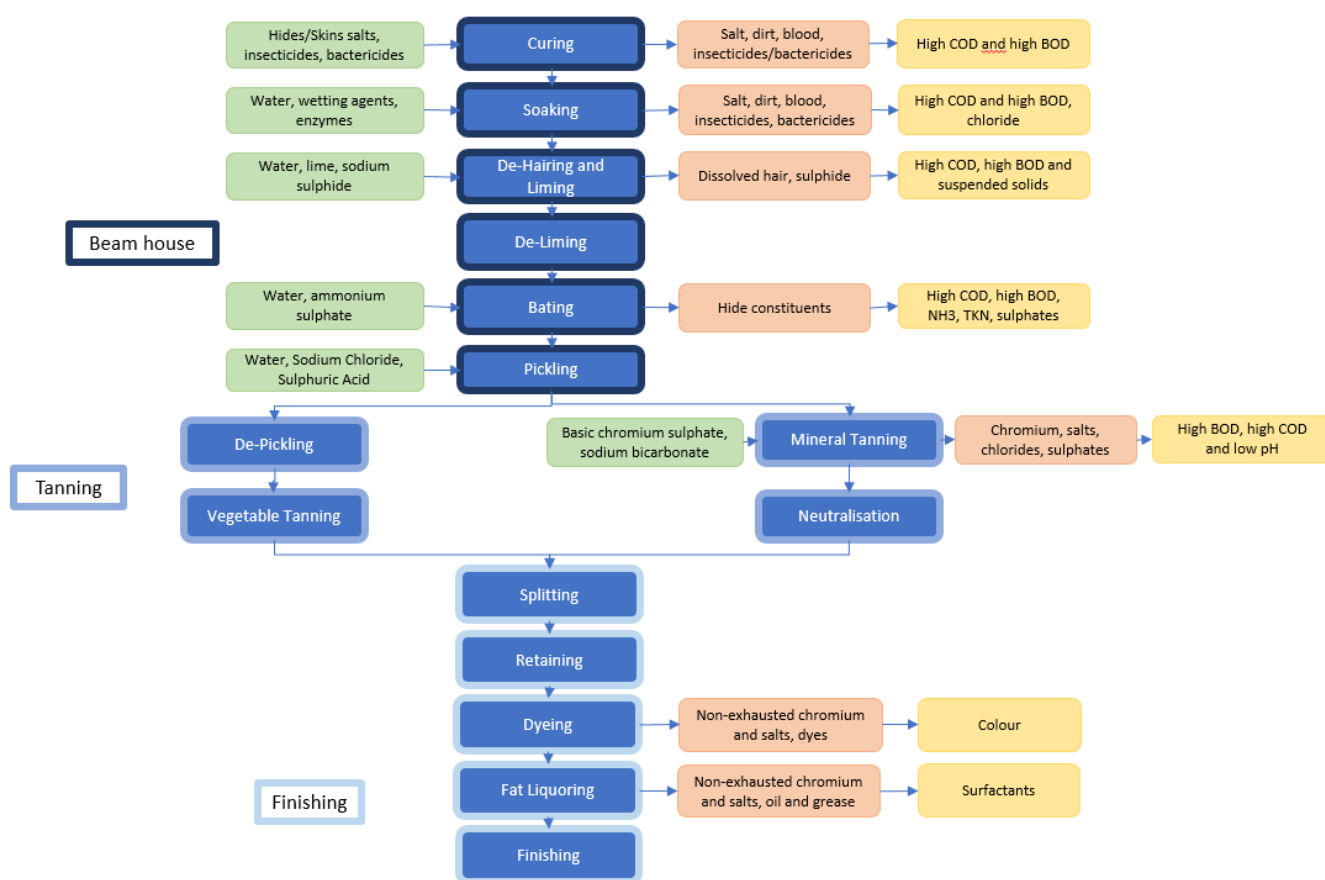 Hides/Skins salts,
insecticides, bactericides
Curing
Salt, dirt, blood,
insecticides/bactericides
High COD and high BOD
Water, wetting agents,
enzymes
Soaking
Salt, dirt, blood,
insecticides, bactericides
High COD and high BOD,
chloride
Water, lime, sodium
sulphide
De-Hairing and
Liming
Dissolved hair, sulphide
High COD, high BOD and
suspended solids
Beam house
De-Liming
Water, ammonium
sulphate
Bating
Hide constituents
High COD, high BOD,
NH3, TKN, sulphates
Water, Sodium Chloride,
Sulphuric Acid
Pickling
De-Pickling
Basic chromium sulphate,
sodium bicarbonate
Mineral Tanning
Chromium, salts,
chlorides, sulphates
High BOD, high COD
and low pH
Tanning
Vegetable Tanning
Neutralisation
Splitting
Retaining
Dyeing
Non-exhausted chromium
and salts, dyes
Colour
Finishing
Fat Liquoring
Non-exhausted chromium
and salts, oil and grease
Surfactants
Finishing